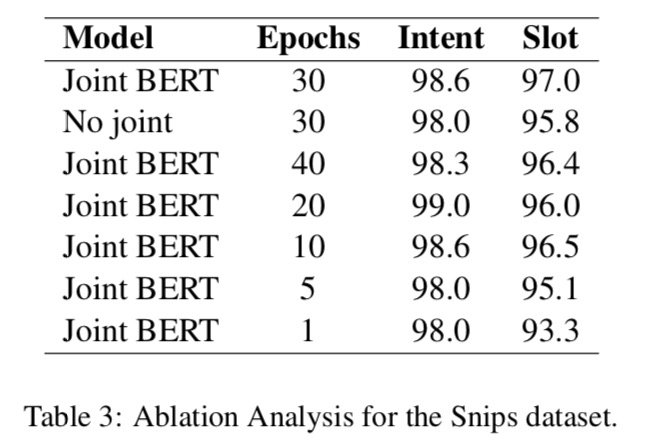 Model Epochs Intent Slot
Joint BERT 30 98.6 97.0
No joint 30 98.0 95.8
Joint BERT 40 98.3 96.4
Joint BERT 20 99.0 96.0
Joint BERT 10 98.6 96.5
Joint BERT 5 98.0 95.1
Joint BERT 1 98.0 93.3
Table 3: Ablation Analysis for the Snips dataset.